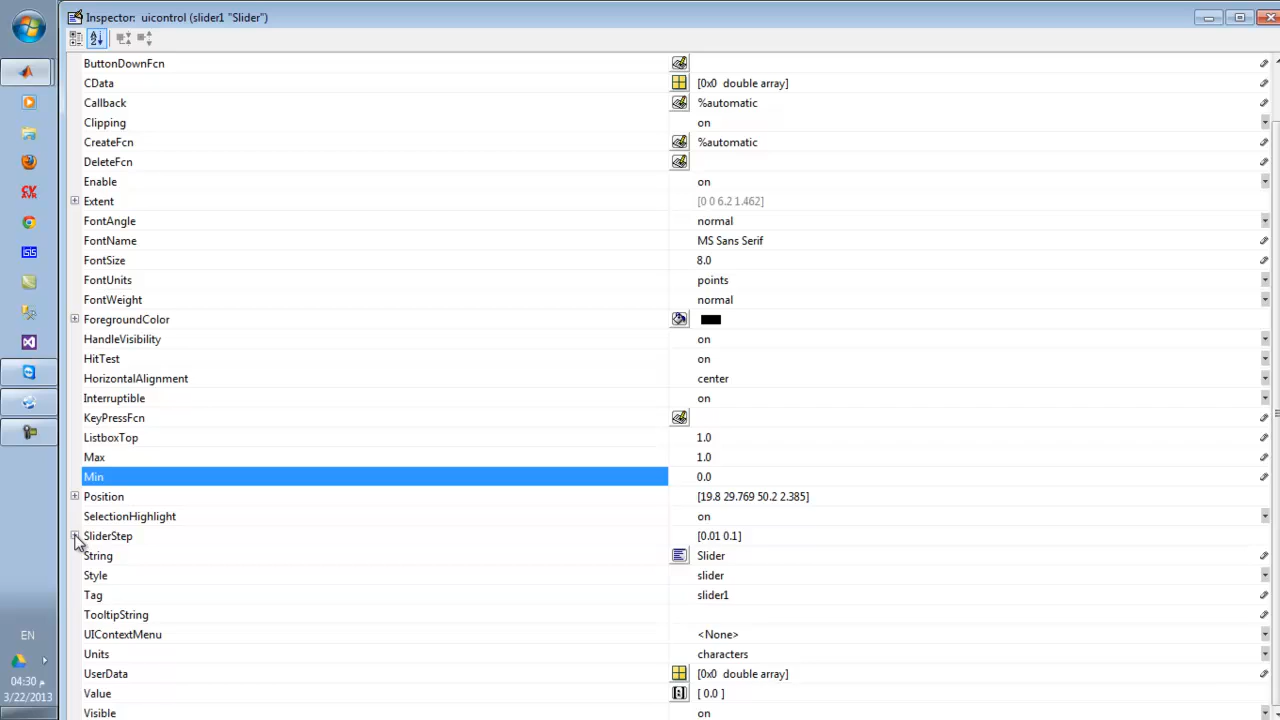 Inspector: uicontrol (slider1 "Slider")
ButtonDownFcn
CData [0x0 double array]
Callback %automatic
Clipping on
CreateFcn %automatic
DeleteFcn
Enable on
Extent [0 0 6.2 1.462]
FontAngle normal
FontName MS Sans Serif
FontSize 8.0
FontUnits points
FontWeight normal
ForegroundColor
HandleVisibility on
HitTest on
HorizontalAlignment center
Interruptible on
KeyPressFcn
ListboxTop 1.0
Max 1.0
Min 0.0
Position [19.8 29.769 50.2 2.385]
SelectionHighlight on
SliderStep [0.01 0.1]
String Slider
Style slider
Tag slider1
TooltipString
UIContextMenu <None>
Units characters
UserData [0x0 double array]
Value [ 0.0 ]
Visible on
CV
AVR
ISIS
EN
04:30 م
3/22/2013